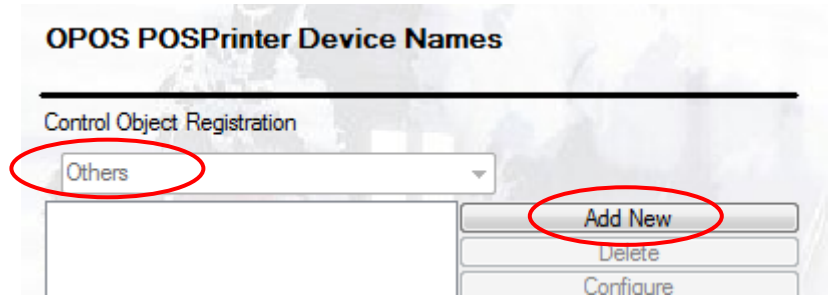 OPOS POSPrinter Device Names
Control Object Registration
Others
Add New
Delete
Configure